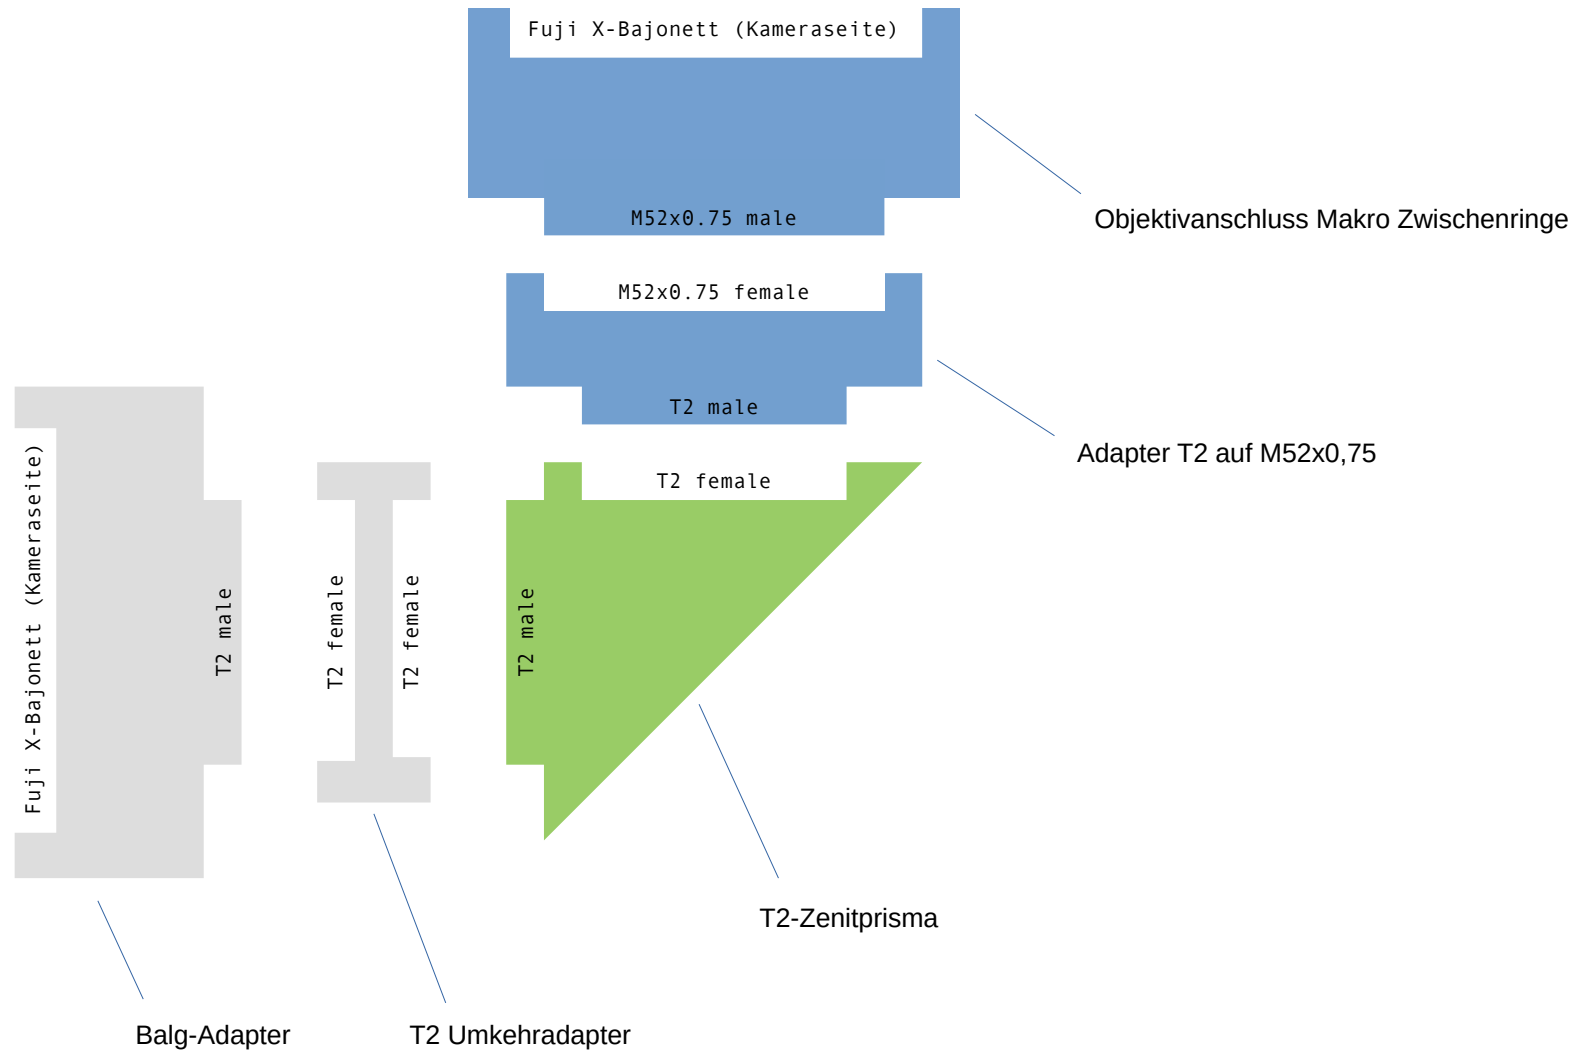 Fuji X-Bajonett (Kameraseite)
M52x0.75 male
Objektivanschluss Makro Zwischenringe
M52x0.75 female
T2 male
Adapter T2 auf M52x0,75
T2 female
Fuji X-Bajonett (Kameraseite)
T2 male
T2 female
T2 female
T2 male
T2-Zenitprisma
Balg-Adapter
T2 Umkehradapter